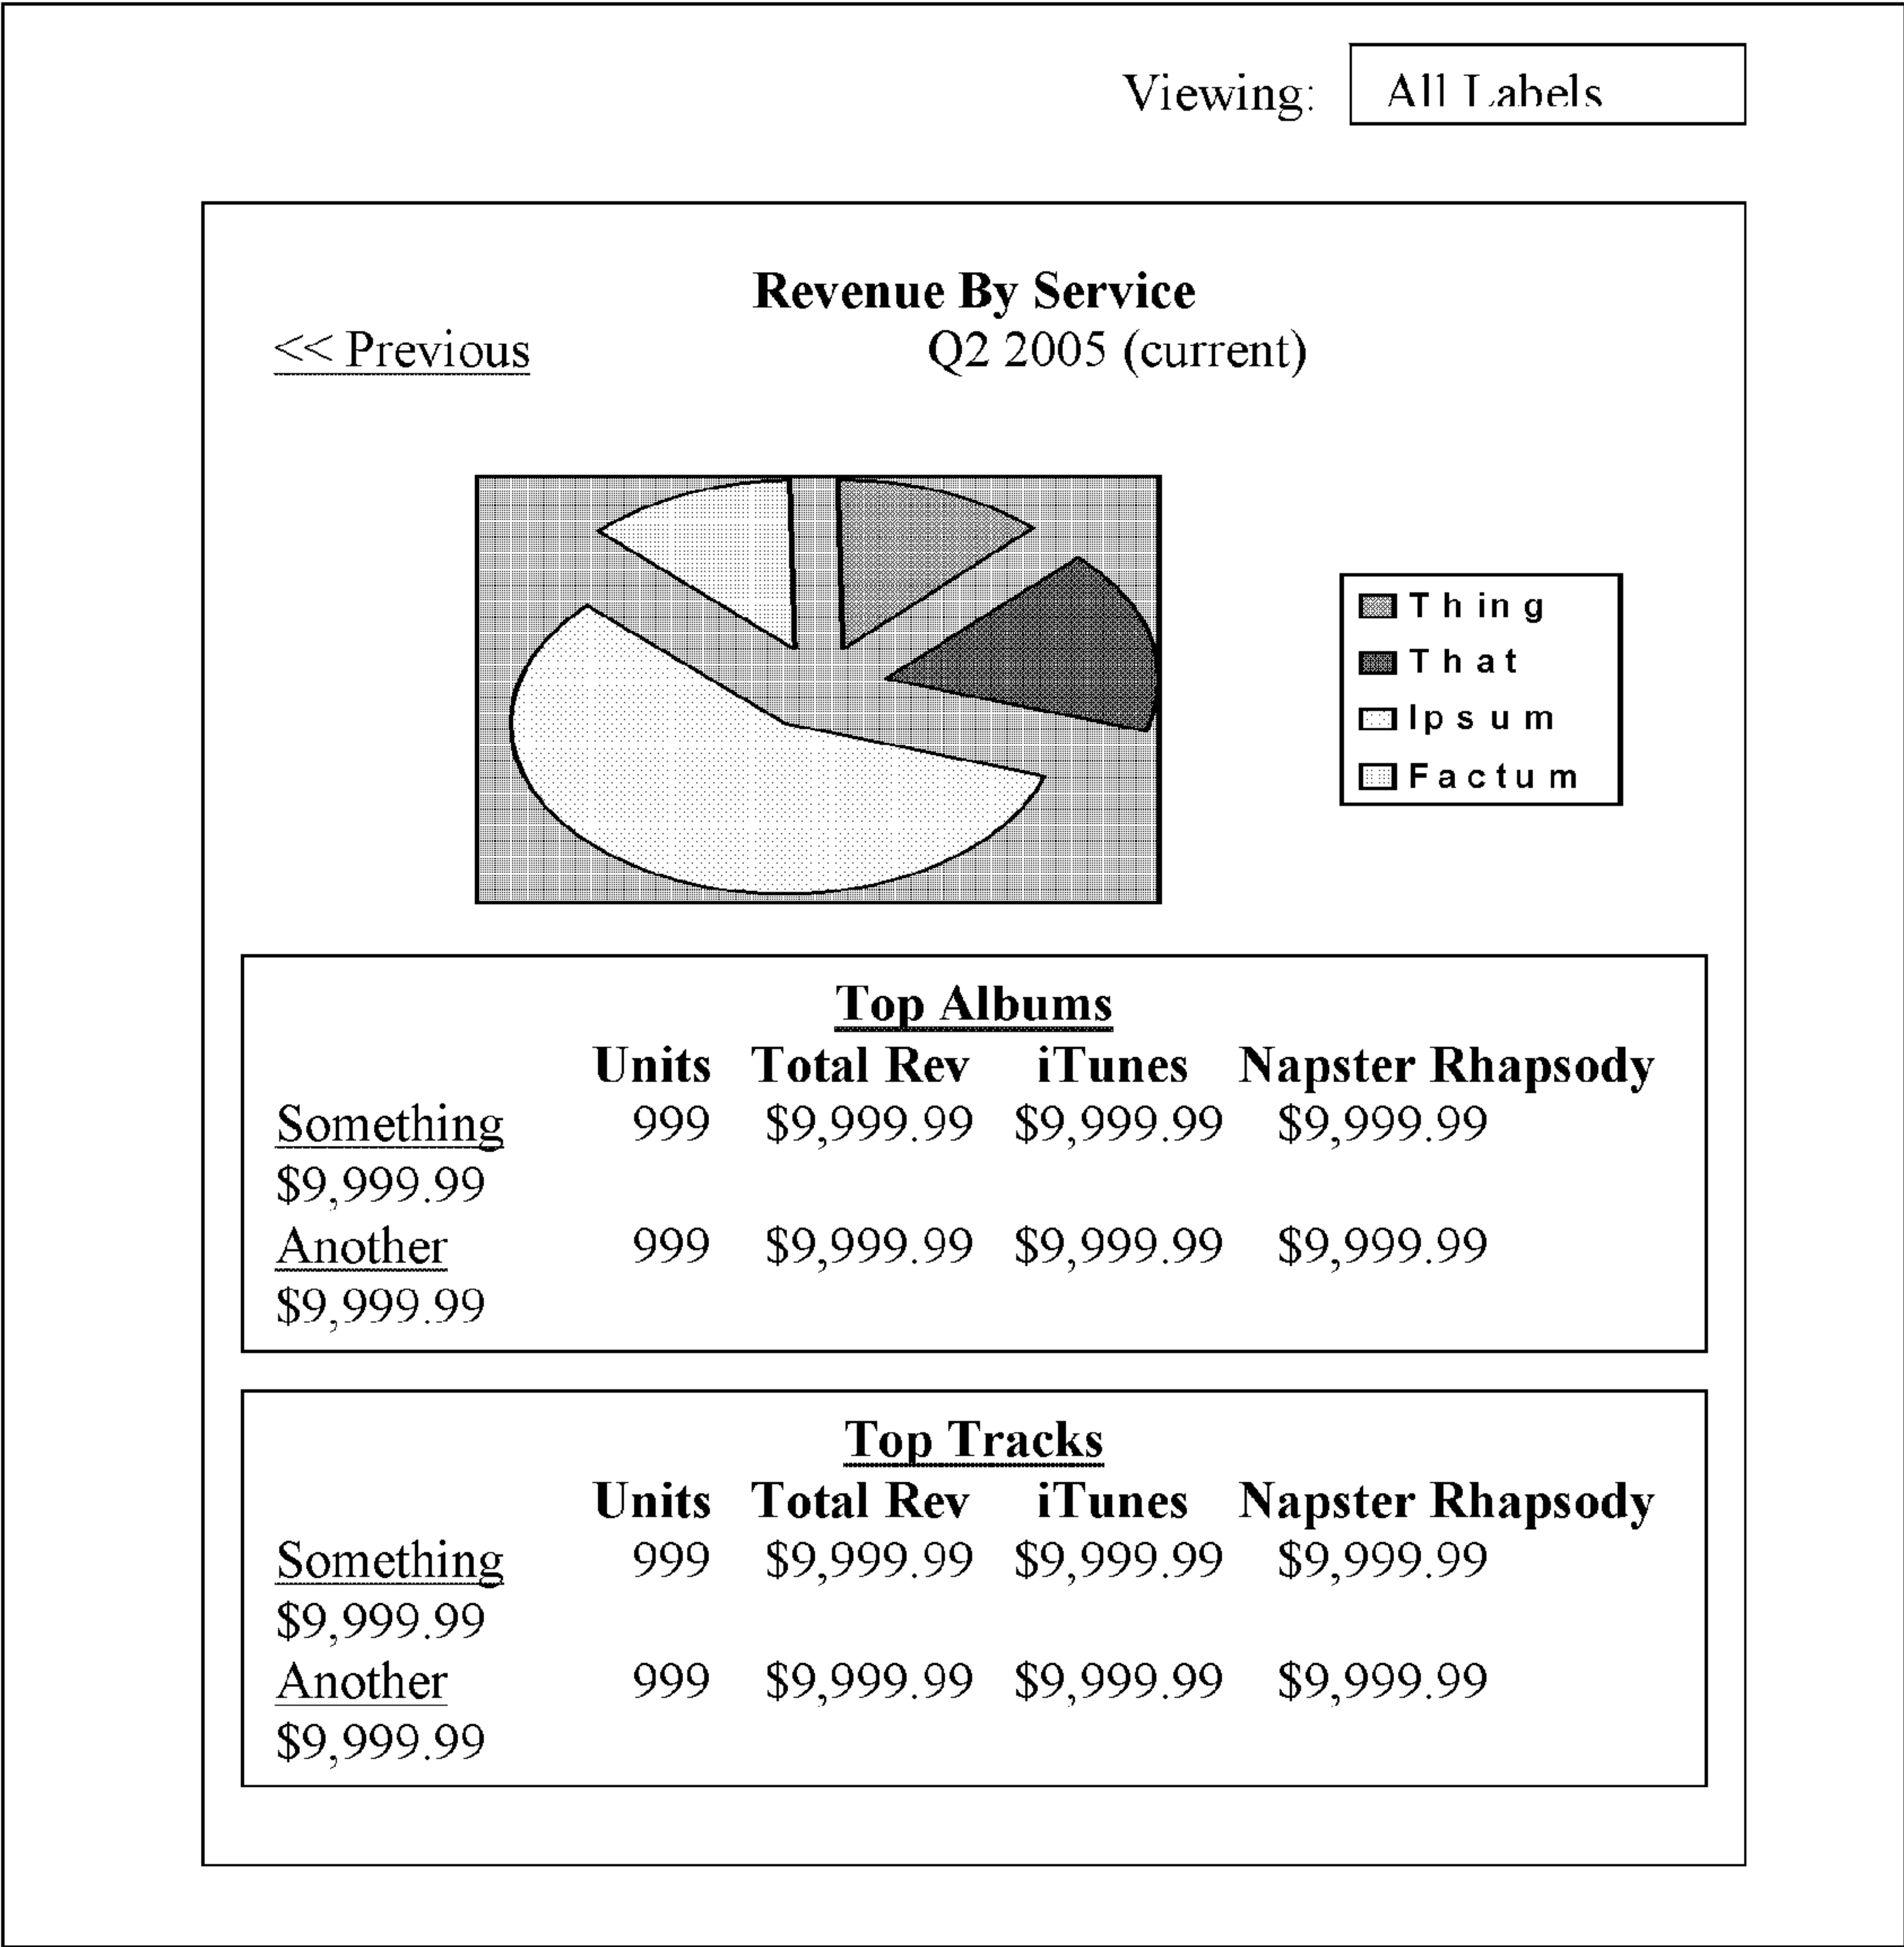 Viewing: All Labels
Revenue By Service
<< Previous Q2 2005 (current)
Thing
That
Ipsum
Factum
Top Albums
Units Total Rev iTunes Napster Rhapsody
Something 999 $9,999.99 $9,999.99 $9,999.99
$9,999.99
Another 999 $9,999.99 $9,999.99 $9,999.99
$9,999.99
Top Tracks
Units Total Rev iTunes Napster Rhapsody
Something 999 $9,999.99 $9,999.99 $9,999.99
$9,999.99
Another 999 $9,999.99 $9,999.99 $9,999.99
$9,999.99